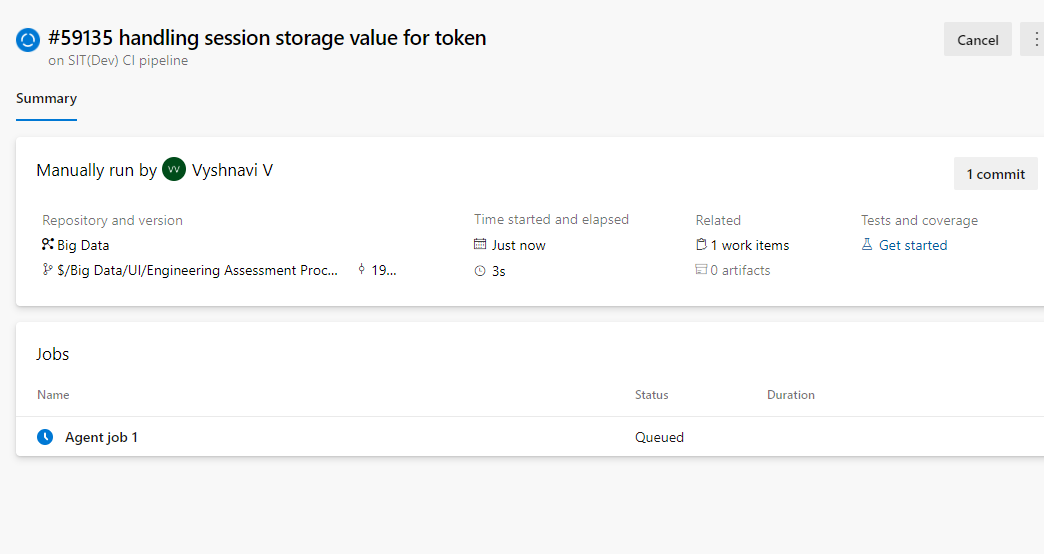 #59135 handling session storage value for token
Cancel
on SIT(Dev) CI pipeline
Summary
Manually run by VV Vyshnavi V
1 commit
Repository and version
Time started and elapsed
Related
Tests and coverage
Big Data
Just now
1 work items
Get started
$/Big Data/UI/Engineering Assessment Proc...
19...
3s
0 artifacts
Jobs
Name
Status
Duration
Agent job 1
Queued